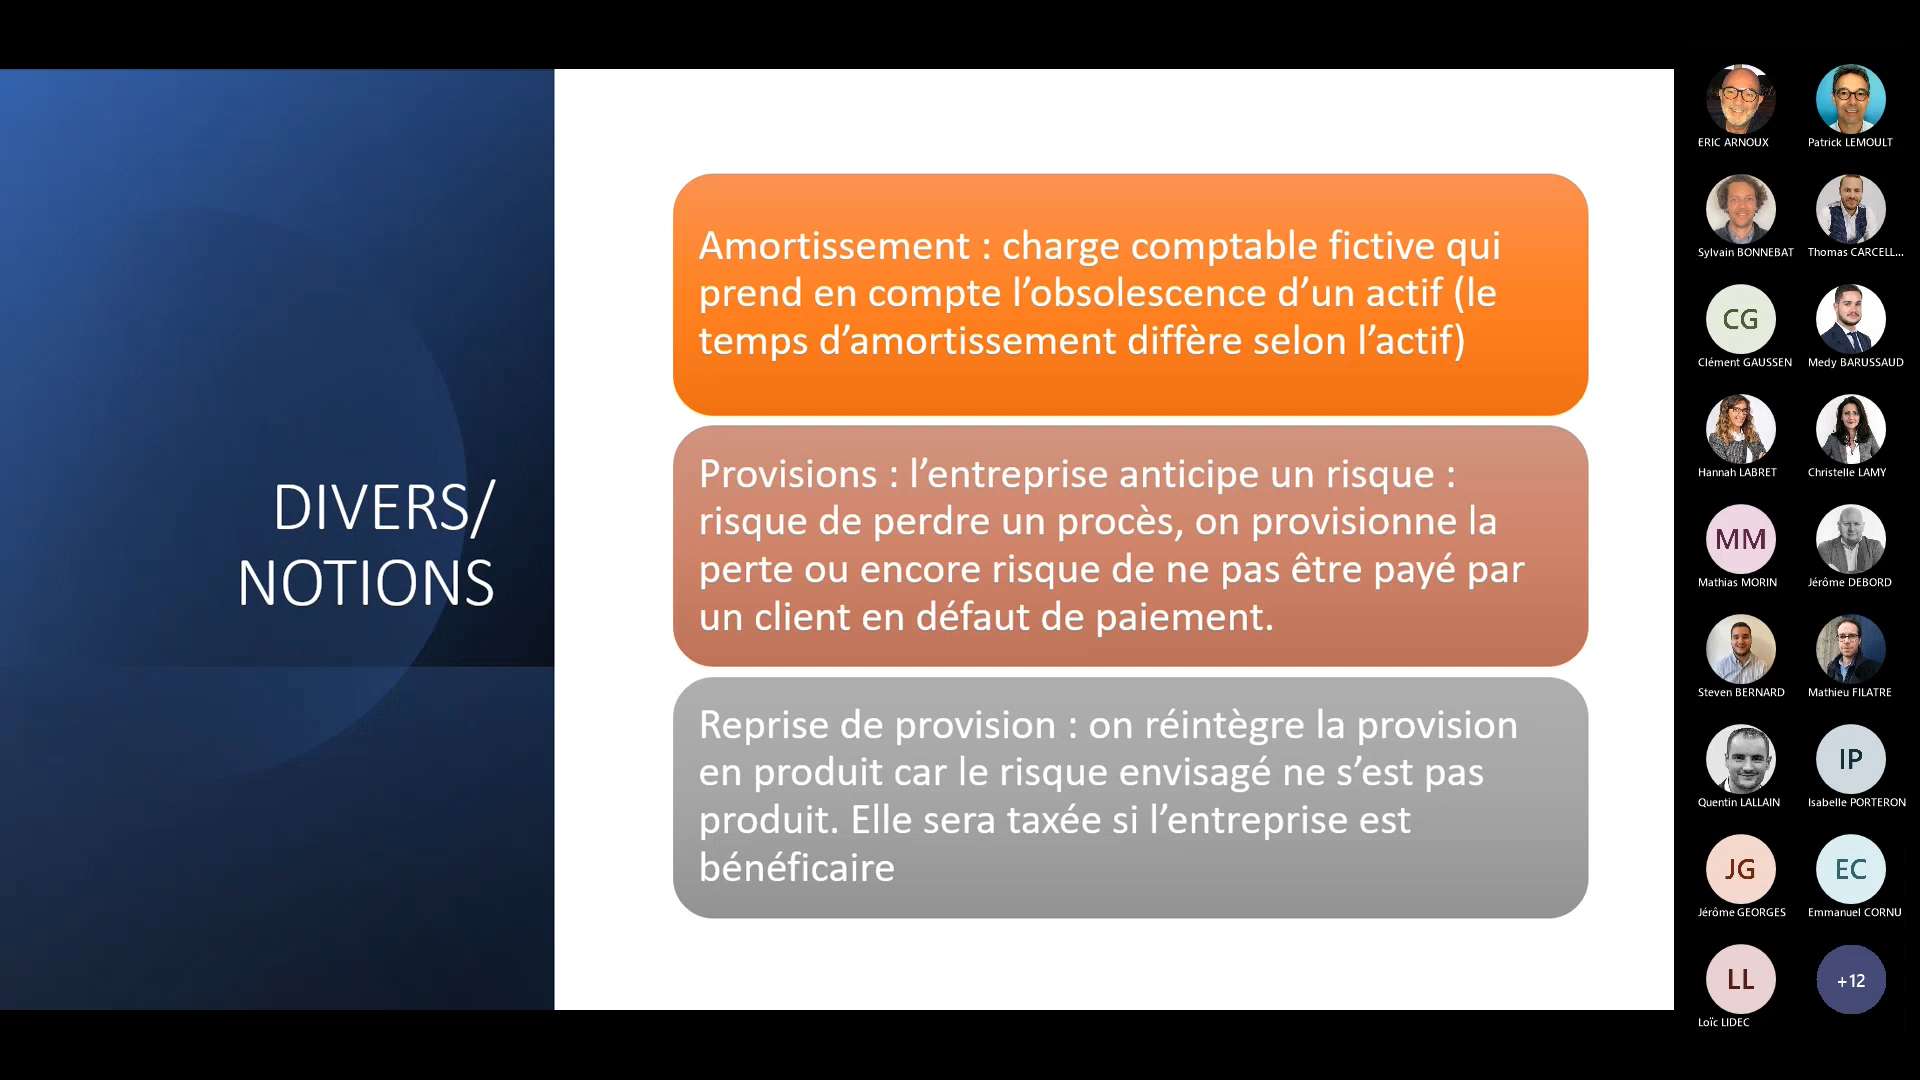 DIVERS/
NOTIONS
Amortissement : charge comptable fictive qui
prend en compte l’obsolescence d’un actif (le
temps d’amortissement diffère selon l’actif)
Provisions : l’entreprise anticipe un risque :
risque de perdre un procès, on provisionne la
perte ou encore risque de ne pas être payé par
un client en défaut de paiement.
Reprise de provision : on réintègre la provision
en produit car le risque envisagé ne s’est pas
produit. Elle sera taxée si l’entreprise est
bénéficaire
ERIC ARNOUX
Patrick LEMOULT
Sylvain BONNEBAT
Thomas CARCELL...
CG
Clément GAUSSEN
Medy BARUSSAUD
Hannah LABRET
Christelle LAMY
MM
Mathias MORIN
Jérôme DEBORD
Steven BERNARD
Mathieu FILATRE
Quentin LALLAIN
IP
Isabelle PORTERON
JG
Jérôme GEORGES
EC
Emmanuel CORNU
LL
Loïc LIDEC
+12